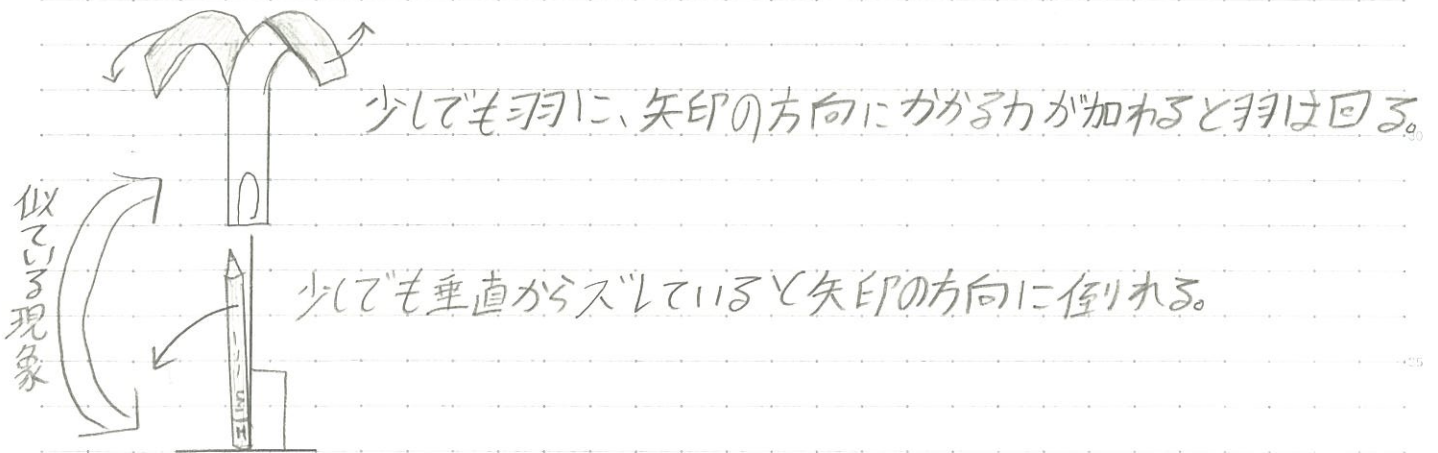 少しでも羽に、矢印の方向にかかる力が加わると羽は回る。
似ている現象
少しでも垂直からズレていると矢印の方向に倒れる。
H